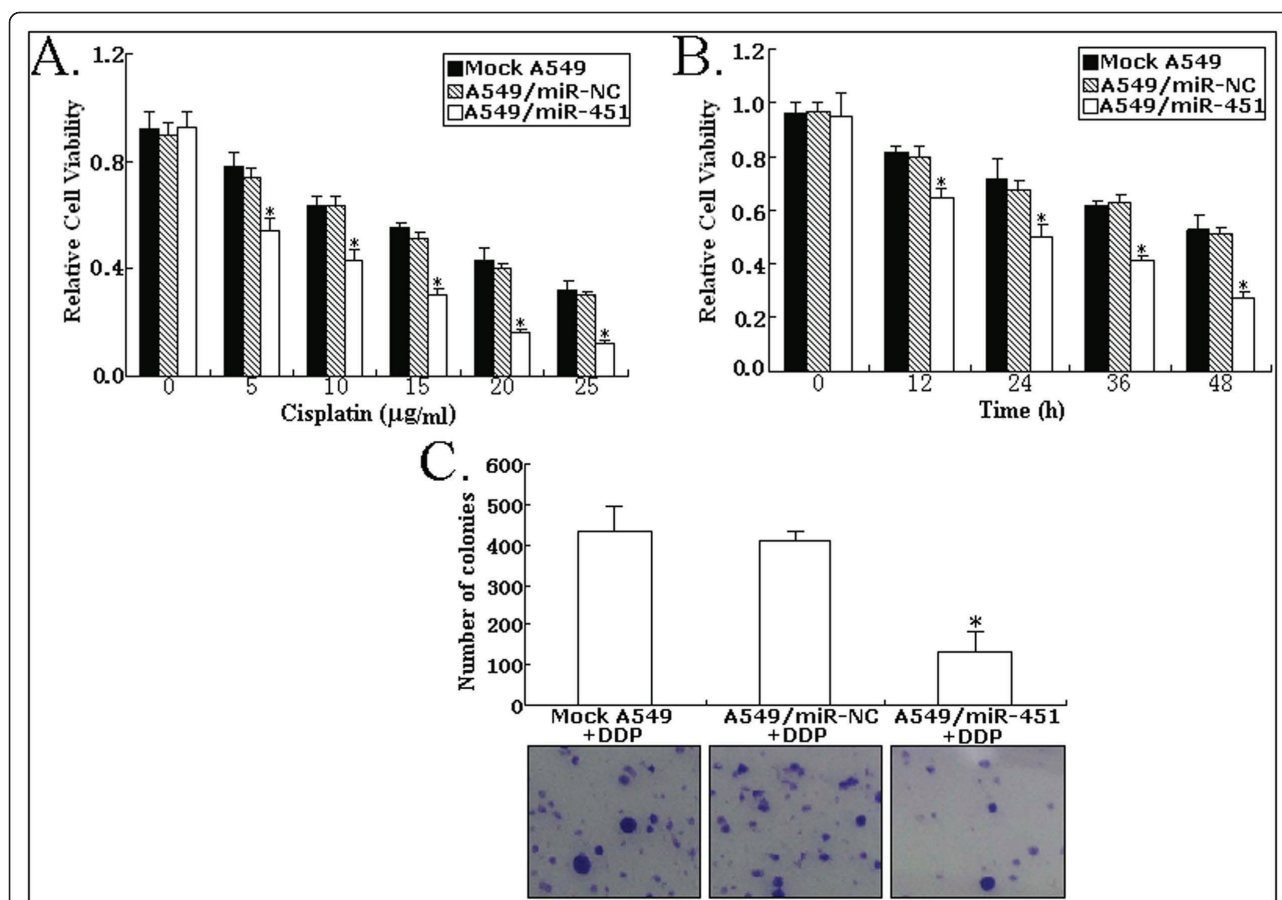 A.
Relative Cell Viability
1.2
0.8
0.4
0.0
Mock A549
A549/miR-NC
A549/miR-451
*
*
*
*
*
0 5 10 15 20 25
Cisplatin (μg/ml)
B.
Relative Cell Viability
1.2
1.0
0.8
0.6
0.4
0.2
0.0
Mock A549
A549/miR-NC
A549/miR-451
*
*
*
*
0 12 24 36 48
Time (h)
C.
Number of colonies
600
500
400
300
200
100
0
*
Mock A549
+DDP
A549/miR-NC
+DDP
A549/miR-451
+DDP